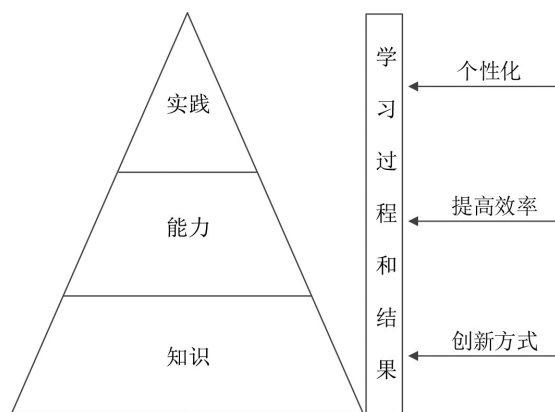 实践
能力
知识
学习过程和结果
个性化
提高效率
创新方式